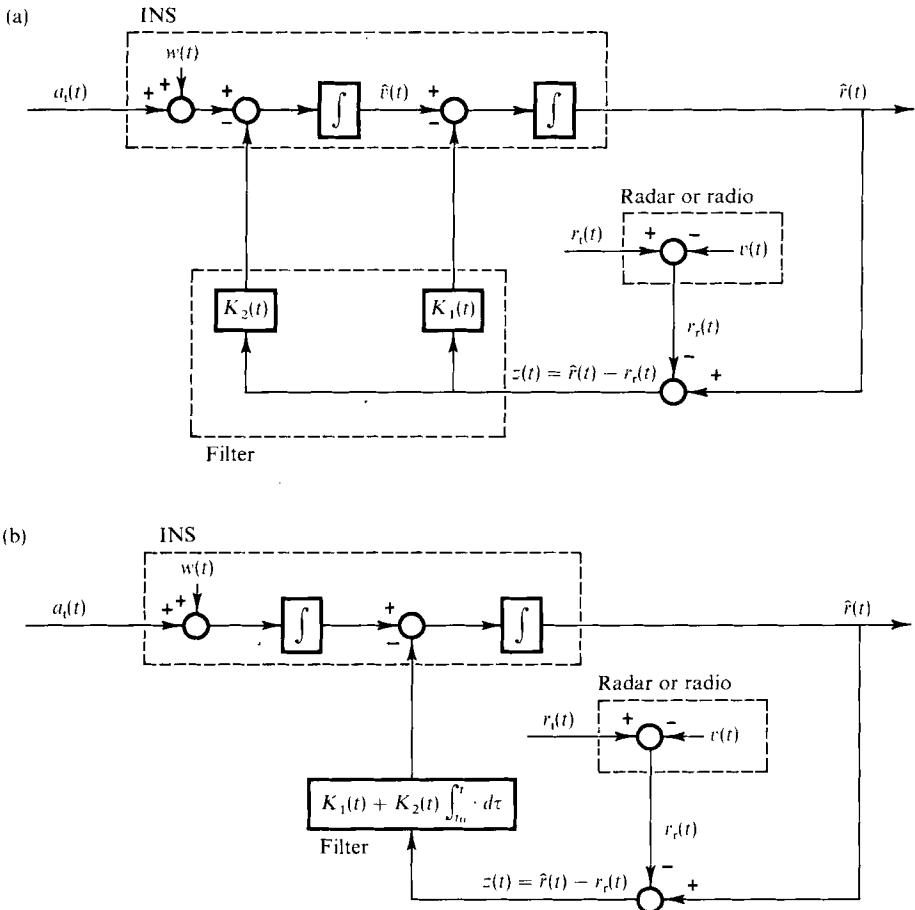 (a)
INS
w(t)
a_t(t)
+ +
+
−
∫
v̂(t)
+
−
∫
r̂(t)
Radar or radio
r_t(t)
+
−
v(t)
K_2(t)
K_1(t)
r_r(t)
−
z(t) = r̂(t) − r_r(t)
+
Filter
(b)
INS
w(t)
a_t(t)
+ +
∫
+
−
∫
r̂(t)
Radar or radio
r_t(t)
+
−
v(t)
K_1(t) + K_2(t) ∫_{t_0}^{t} · dτ
Filter
r_r(t)
−
z(t) = r̂(t) − r_r(t)
+